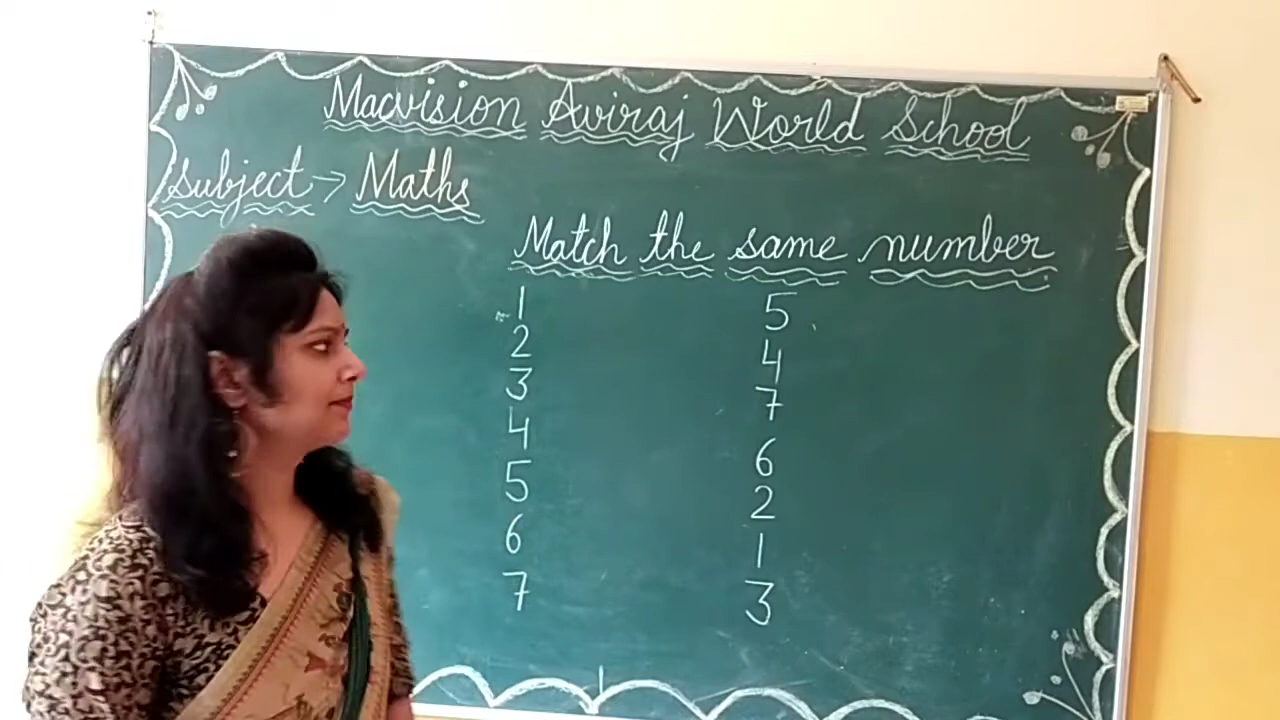 Macvision Aviraj World School
Subject → Maths
Match the same number
1 5
2 4
3 7
4 6
5 2
6 1
7 3